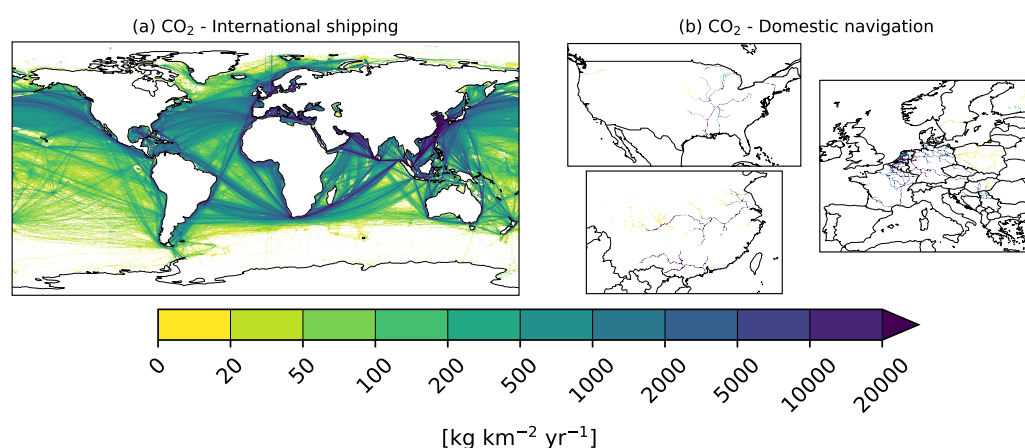 (a) CO₂ - International shipping
(b) CO₂ - Domestic navigation
0 20 50 100 200 500 1000 2000 5000 10000 20000
[kg km⁻² yr⁻¹]